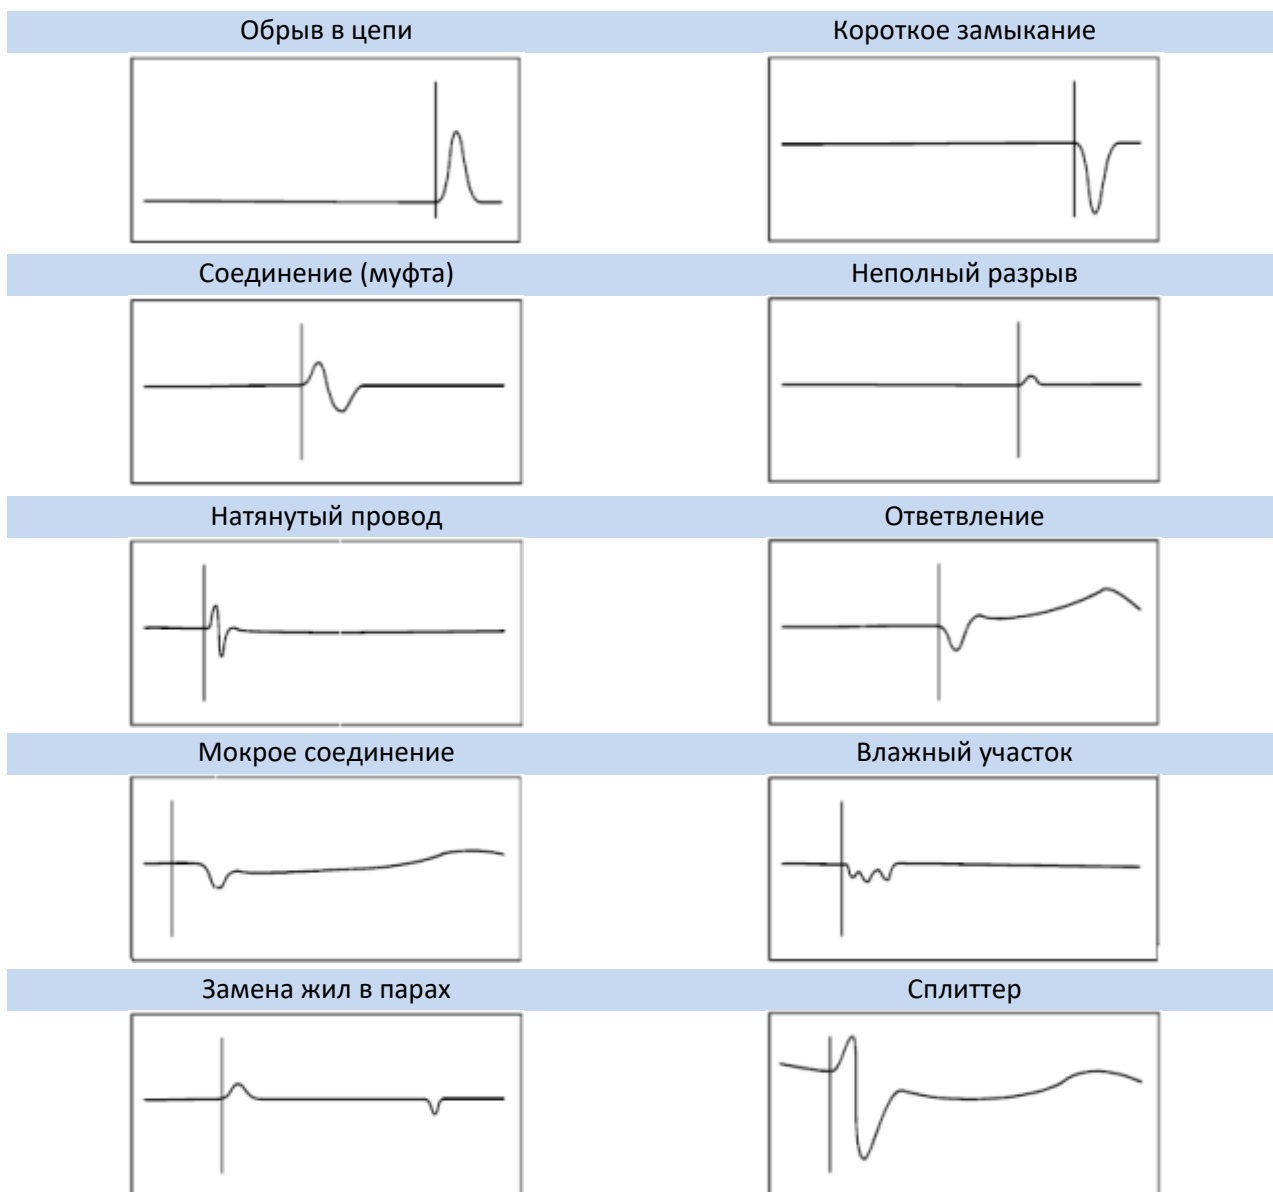 Обрыв в цепи
Короткое замыкание
Соединение (муфта)
Неполный разрыв
Натянутый провод
Ответвление
Мокрое соединение
Влажный участок
Замена жил в парах
Сплиттер